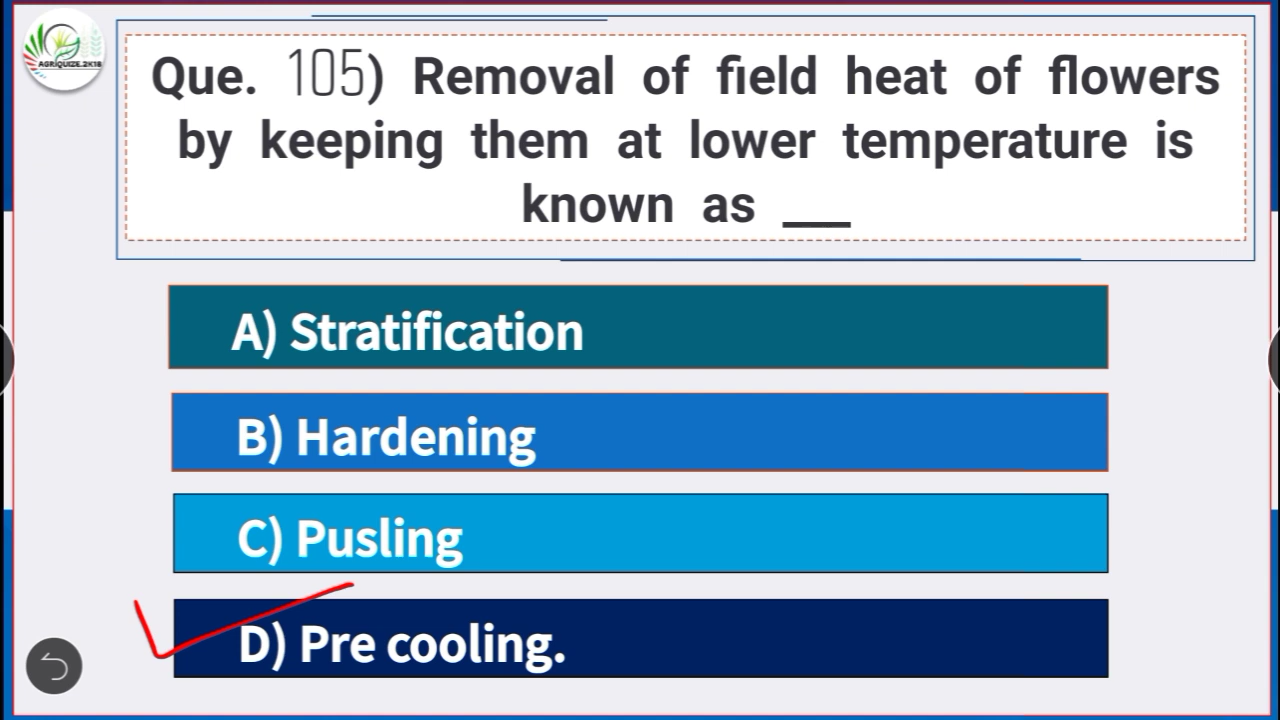 AGRIQUIZE.2K18
Que. 105) Removal of field heat of flowers
by keeping them at lower temperature is
known as ___
A) Stratification
B) Hardening
C) Pusling
D) Pre cooling.